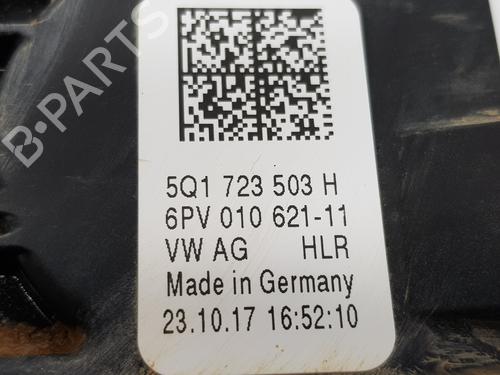 B-PARTS
5Q1 723 503 H
6PV 010 621-11
VW AG HLR
Made in Germany
23.10.17 16:52:10